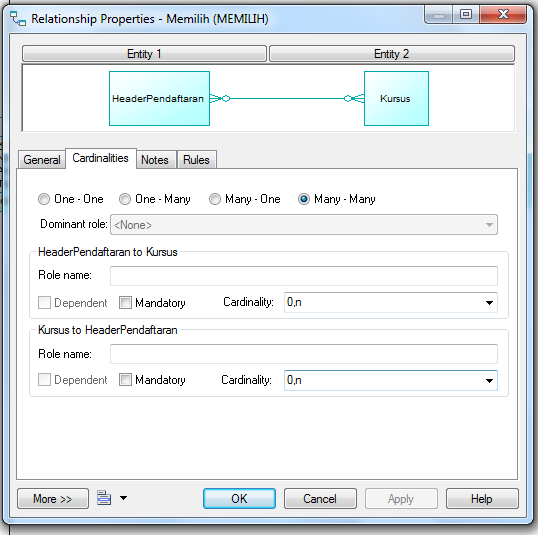 Relationship Properties - Memilih (MEMILIH)
Entity 1 Entity 2
HeaderPendaftaran Kursus
General Cardinalities Notes Rules
One - One One - Many Many - One Many - Many
Dominant role: <None>
HeaderPendaftaran to Kursus
Role name:
Dependent Mandatory Cardinality: 0,n
Kursus to HeaderPendaftaran
Role name:
Dependent Mandatory Cardinality: 0,n
More >> OK Cancel Apply Help